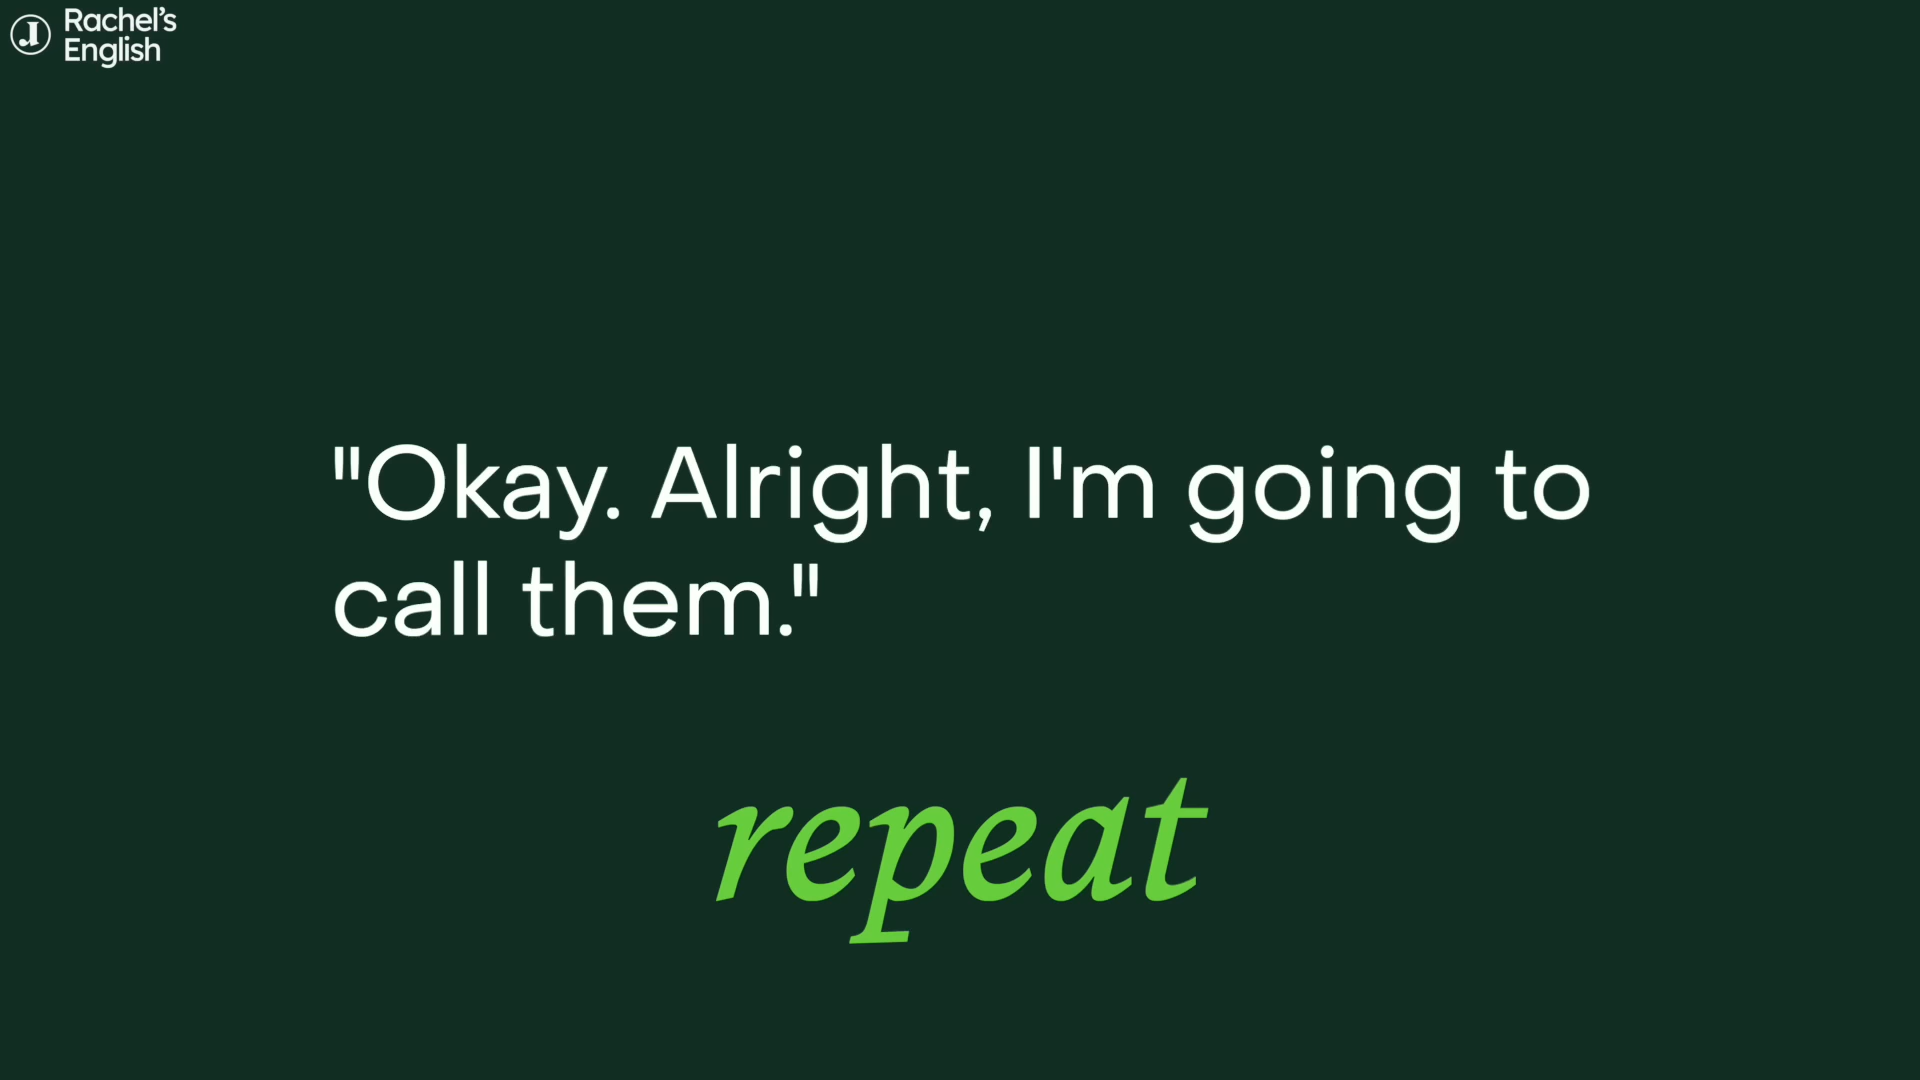 Rachel's
English
"Okay. Alright, I'm going to
call them."
repeat